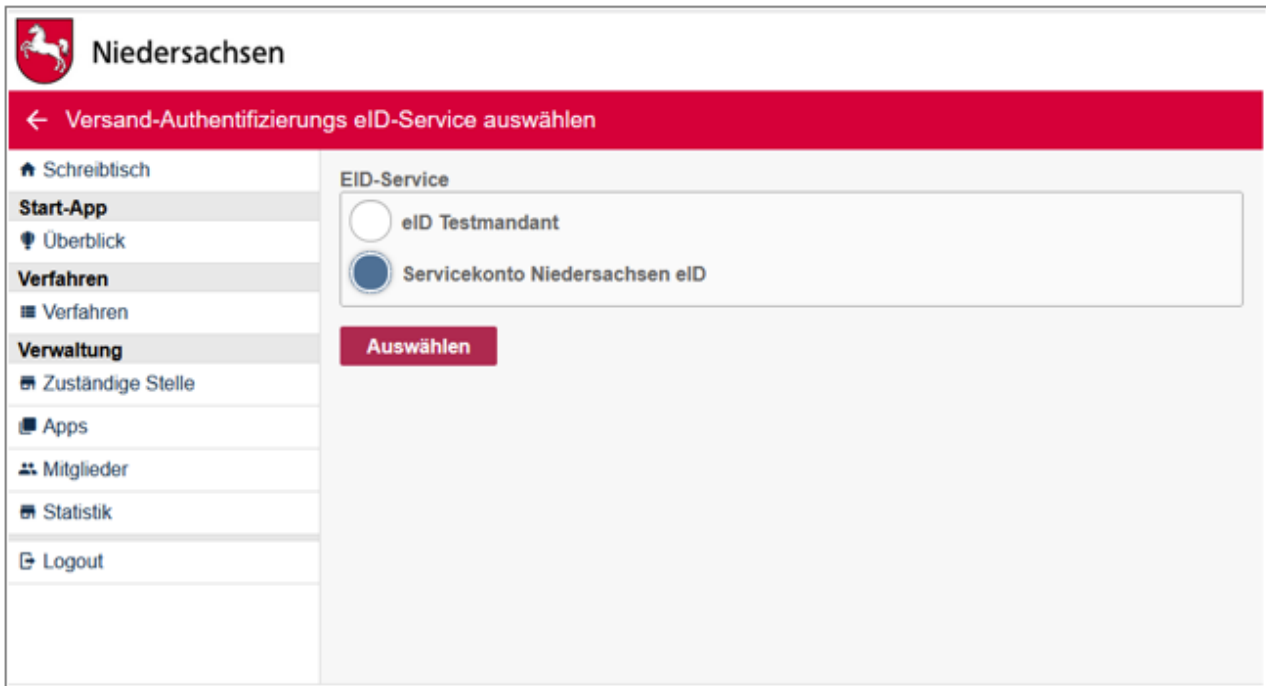 Niedersachsen
← Versand-Authentifizierungs eID-Service auswählen
Schreibtisch
Start-App
Überblick
Verfahren
Verfahren
Verwaltung
Zuständige Stelle
Apps
Mitglieder
Statistik
Logout
EID-Service
eID Testmandant
Servicekonto Niedersachsen eID
Auswählen